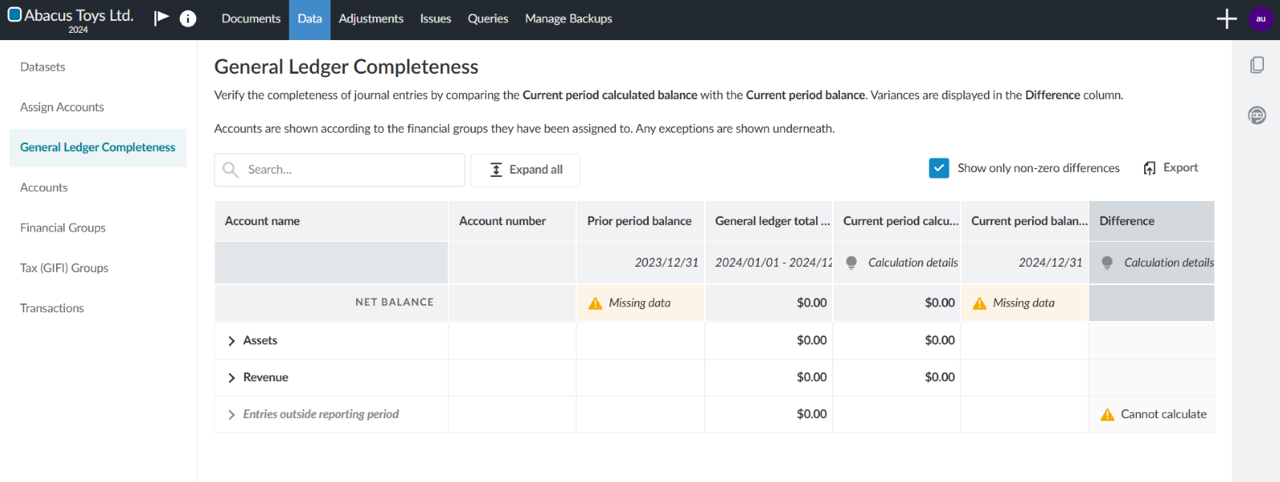 Abacus Toys Ltd.
2024
Documents Data Adjustments Issues Queries Manage Backups
au
Datasets
Assign Accounts
General Ledger Completeness
Accounts
Financial Groups
Tax (GIFI) Groups
Transactions
General Ledger Completeness
Verify the completeness of journal entries by comparing the Current period calculated balance with the Current period balance. Variances are displayed in the Difference column.
Accounts are shown according to the financial groups they have been assigned to. Any exceptions are shown underneath.
Search... Expand all Show only non-zero differences Export
Account name Account number Prior period balance General ledger total ... Current period calcu... Current period balan... Difference
2023/12/31 2024/01/01 - 2024/12 Calculation details 2024/12/31 Calculation details
NET BALANCE Missing data $0.00 $0.00 Missing data
Assets $0.00 $0.00
Revenue $0.00 $0.00
Entries outside reporting period $0.00 Cannot calculate